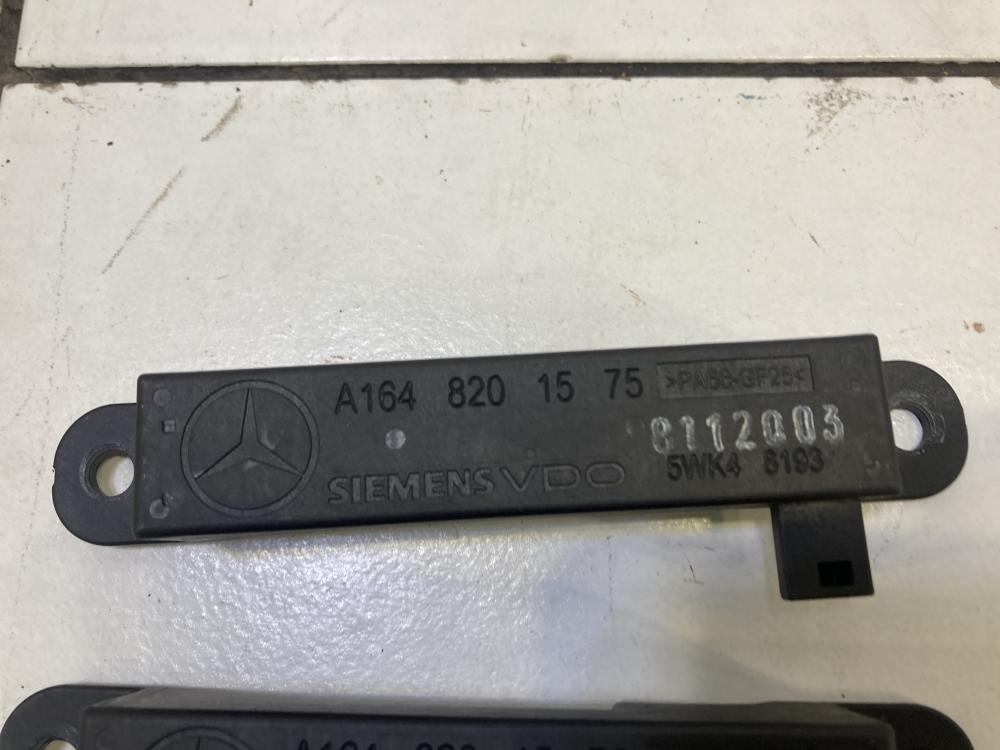 A164 820 15 75
>PA66-GF25<
8112003
SIEMENS VDO
5WK4 8193